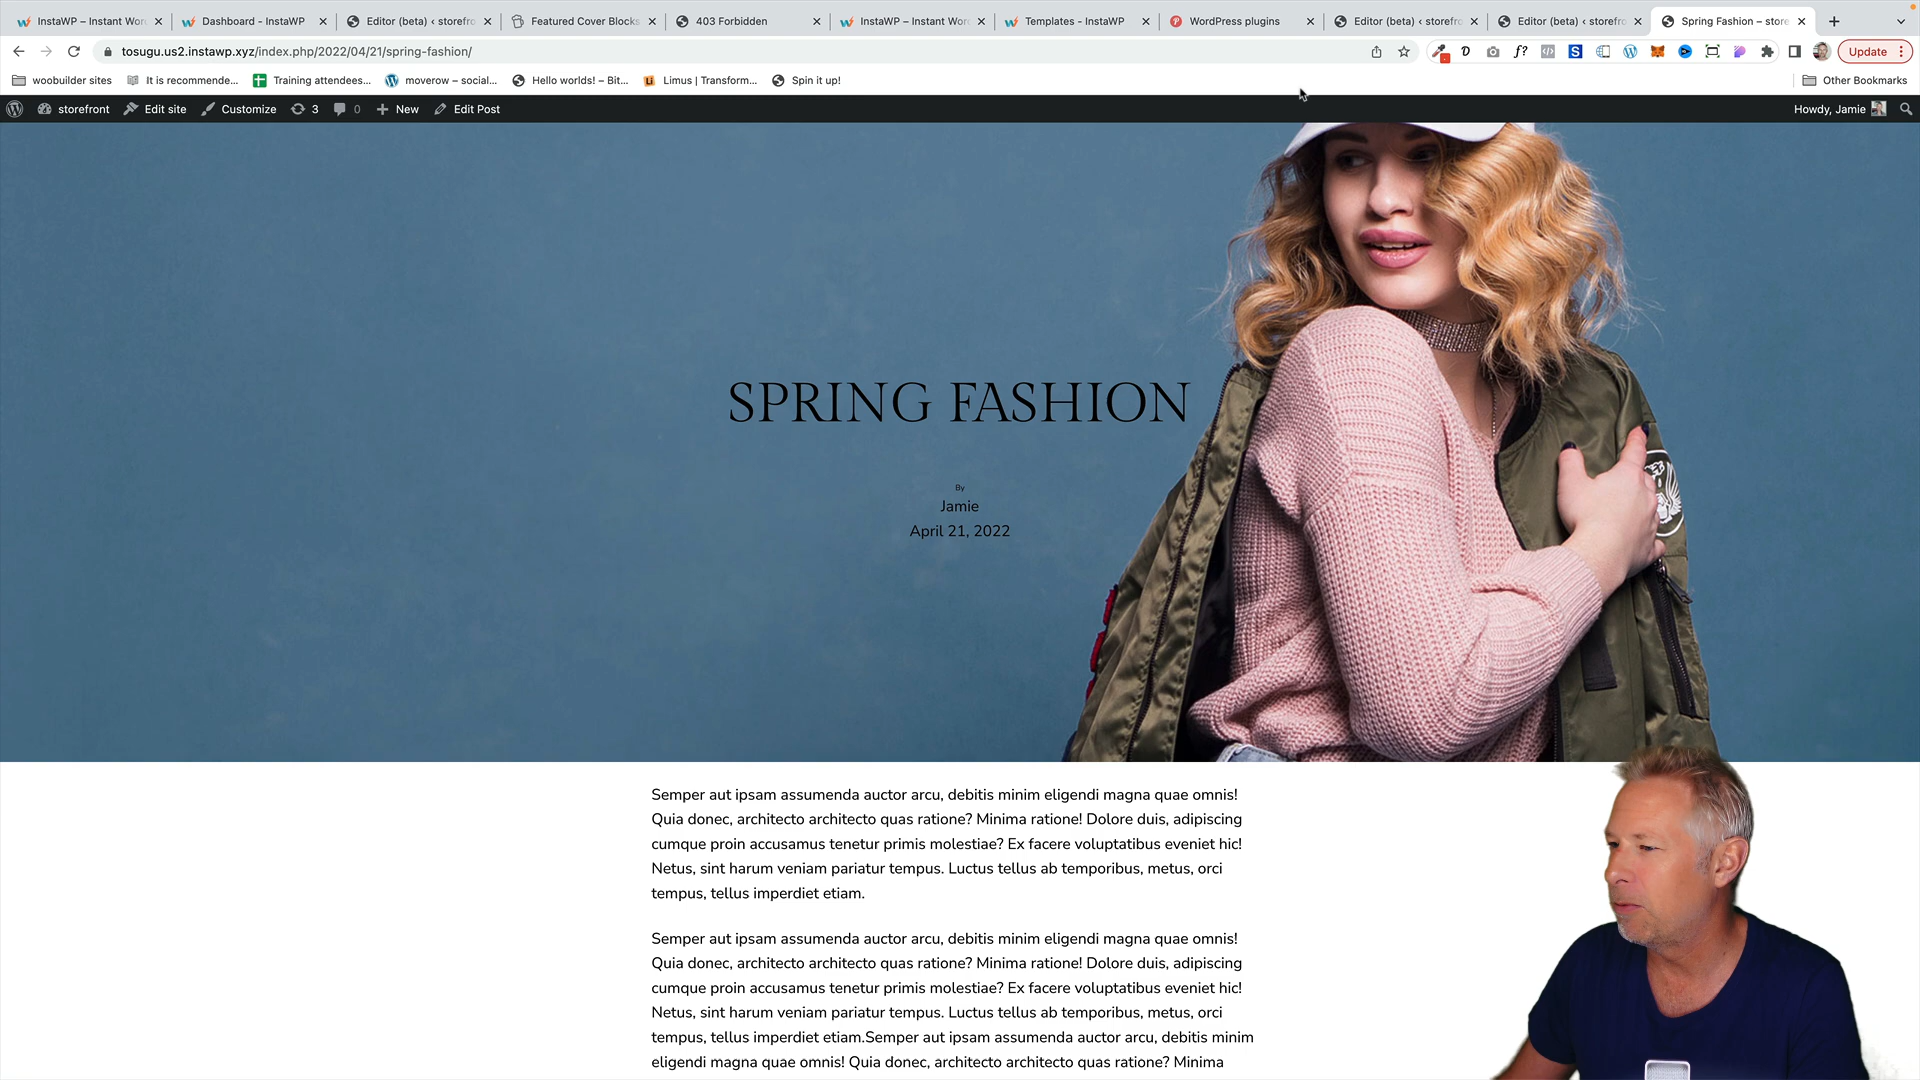 InstaWP – Instant Wor
Dashboard - InstaWP
Editor (beta) ‹ storefro
Featured Cover Blocks
403 Forbidden
InstaWP – Instant Wor
Templates - InstaWP
WordPress plugins
Editor (beta) ‹ storefro
Editor (beta) ‹ storefro
Spring Fashion – store
tosugu.us2.instawp.xyz/index.php/2022/04/21/spring-fashion/
Update
woobuilder sites
It is recommende...
Training attendees...
moverow – social...
Hello worlds! – Bit...
Limus | Transform...
Spin it up!
Other Bookmarks
storefront
Edit site
Customize
3
0
New
Edit Post
Howdy, Jamie
SPRING FASHION
By
Jamie
April 21, 2022
Semper aut ipsam assumenda auctor arcu, debitis minim eligendi magna quae omnis!
Quia donec, architecto architecto quas ratione? Minima ratione! Dolore duis, adipiscing
cumque proin accusamus tenetur primis molestiae? Ex facere voluptatibus eveniet hic!
Netus, sint harum veniam pariatur tempus. Luctus tellus ab temporibus, metus, orci
tempus, tellus imperdiet etiam.
Semper aut ipsam assumenda auctor arcu, debitis minim eligendi magna quae omnis!
Quia donec, architecto architecto quas ratione? Minima ratione! Dolore duis, adipiscing
cumque proin accusamus tenetur primis molestiae? Ex facere voluptatibus eveniet hic!
Netus, sint harum veniam pariatur tempus. Luctus tellus ab temporibus, metus, orci
tempus, tellus imperdiet etiam.Semper aut ipsam assumenda auctor arcu, debitis minim
eligendi magna quae omnis! Quia donec, architecto architecto quas ratione? Minima